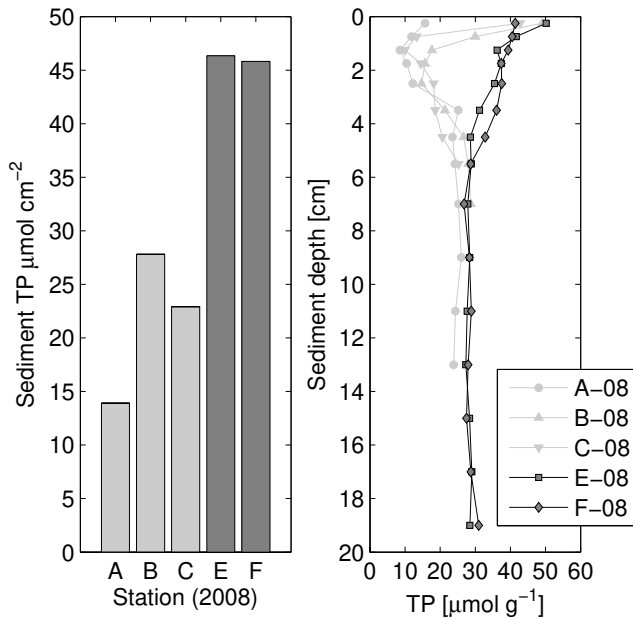 Sediment TP μmol cm−2
50
45
40
35
30
25
20
15
10
5
0
A B C E F
Station (2008)
Sediment depth [cm]
0
2
4
6
8
10
12
14
16
18
20
0 10 20 30 40 50 60
TP [μmol g−1]
A−08
B−08
C−08
E−08
F−08